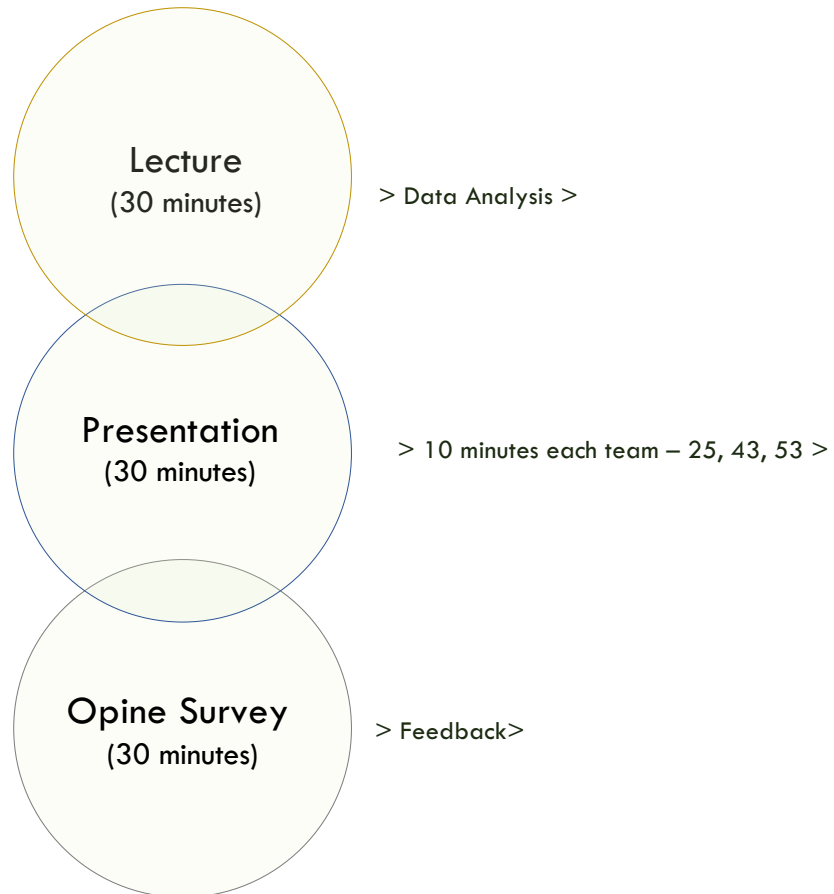 Lecture
(30 minutes)
> Data Analysis >
Presentation
(30 minutes)
> 10 minutes each team – 25, 43, 53 >
Opine Survey
(30 minutes)
> Feedback>